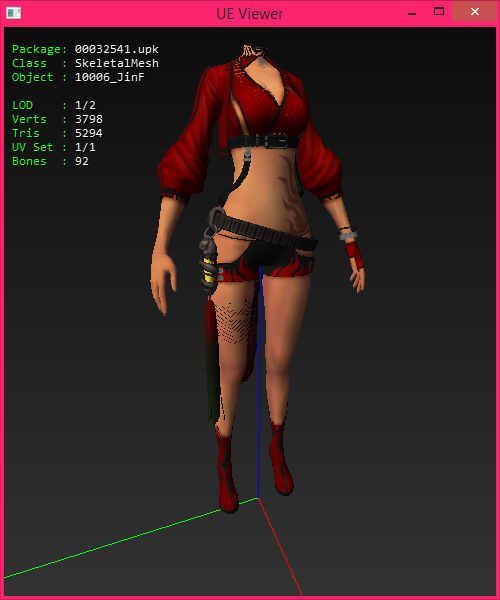 UE Viewer
Package: 00032541.upk
Class : SkeletalMesh
Object : 10006_JinF
LOD : 1/2
Verts : 3798
Tris : 5294
UV Set : 1/1
Bones : 92